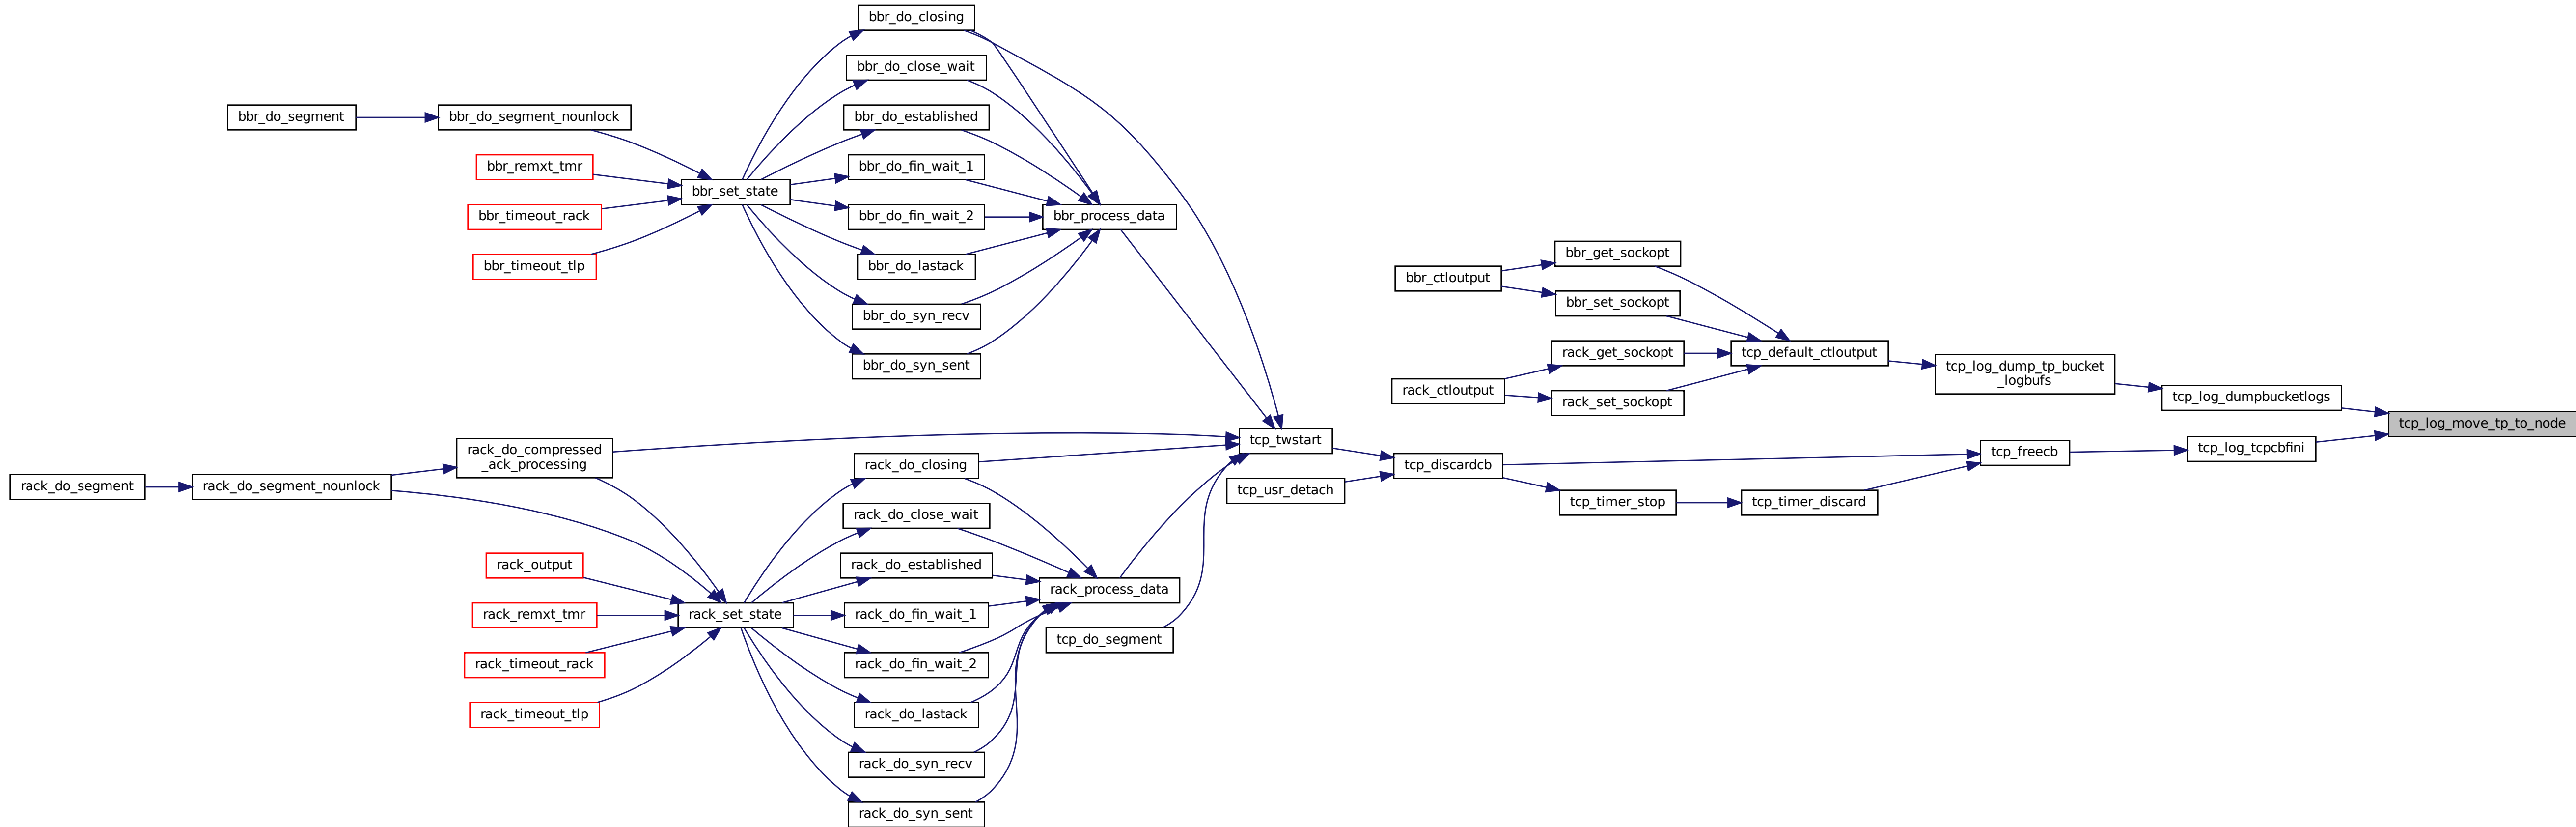 bbr_do_closing
bbr_do_close_wait
bbr_do_segment
bbr_do_segment_nounlock
bbr_do_established
bbr_remxt_tmr
bbr_do_fin_wait_1
bbr_set_state
bbr_timeout_rack
bbr_do_fin_wait_2
bbr_process_data
bbr_timeout_tlp
bbr_do_lastack
bbr_do_syn_recv
bbr_do_syn_sent
bbr_get_sockopt
bbr_ctloutput
bbr_set_sockopt
rack_get_sockopt
tcp_default_ctloutput
rack_ctloutput
rack_set_sockopt
tcp_log_dump_tp_bucket
_logbufs
tcp_log_dumpbucketlogs
tcp_log_move_tp_to_node
tcp_log_tcpcbfini
tcp_freecb
tcp_twstart
tcp_discardcb
tcp_usr_detach
tcp_timer_stop
tcp_timer_discard
rack_do_compressed
_ack_processing
rack_do_closing
rack_do_segment
rack_do_segment_nounlock
rack_do_close_wait
rack_output
rack_do_established
rack_process_data
rack_remxt_tmr
rack_set_state
rack_do_fin_wait_1
tcp_do_segment
rack_timeout_rack
rack_do_fin_wait_2
rack_timeout_tlp
rack_do_lastack
rack_do_syn_recv
rack_do_syn_sent